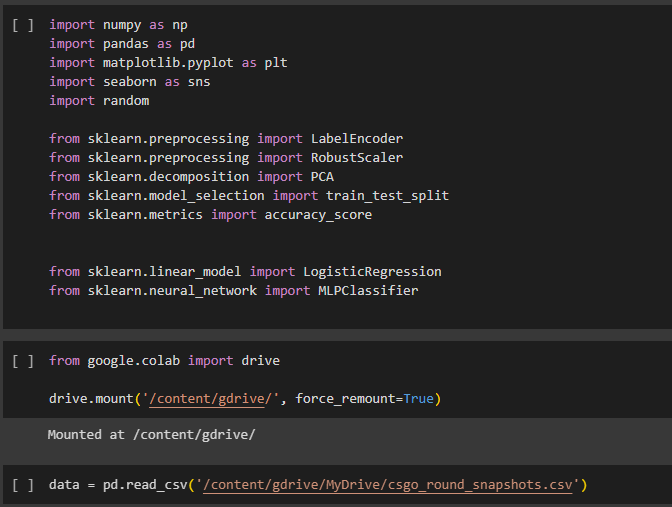 [ ] import numpy as np
import pandas as pd
import matplotlib.pyplot as plt
import seaborn as sns
import random
from sklearn.preprocessing import LabelEncoder
from sklearn.preprocessing import RobustScaler
from sklearn.decomposition import PCA
from sklearn.model_selection import train_test_split
from sklearn.metrics import accuracy_score
from sklearn.linear_model import LogisticRegression
from sklearn.neural_network import MLPClassifier
[ ] from google.colab import drive
drive.mount('/content/gdrive/', force_remount=True)
Mounted at /content/gdrive/
[ ] data = pd.read_csv('/content/gdrive/MyDrive/csgo_round_snapshots.csv')